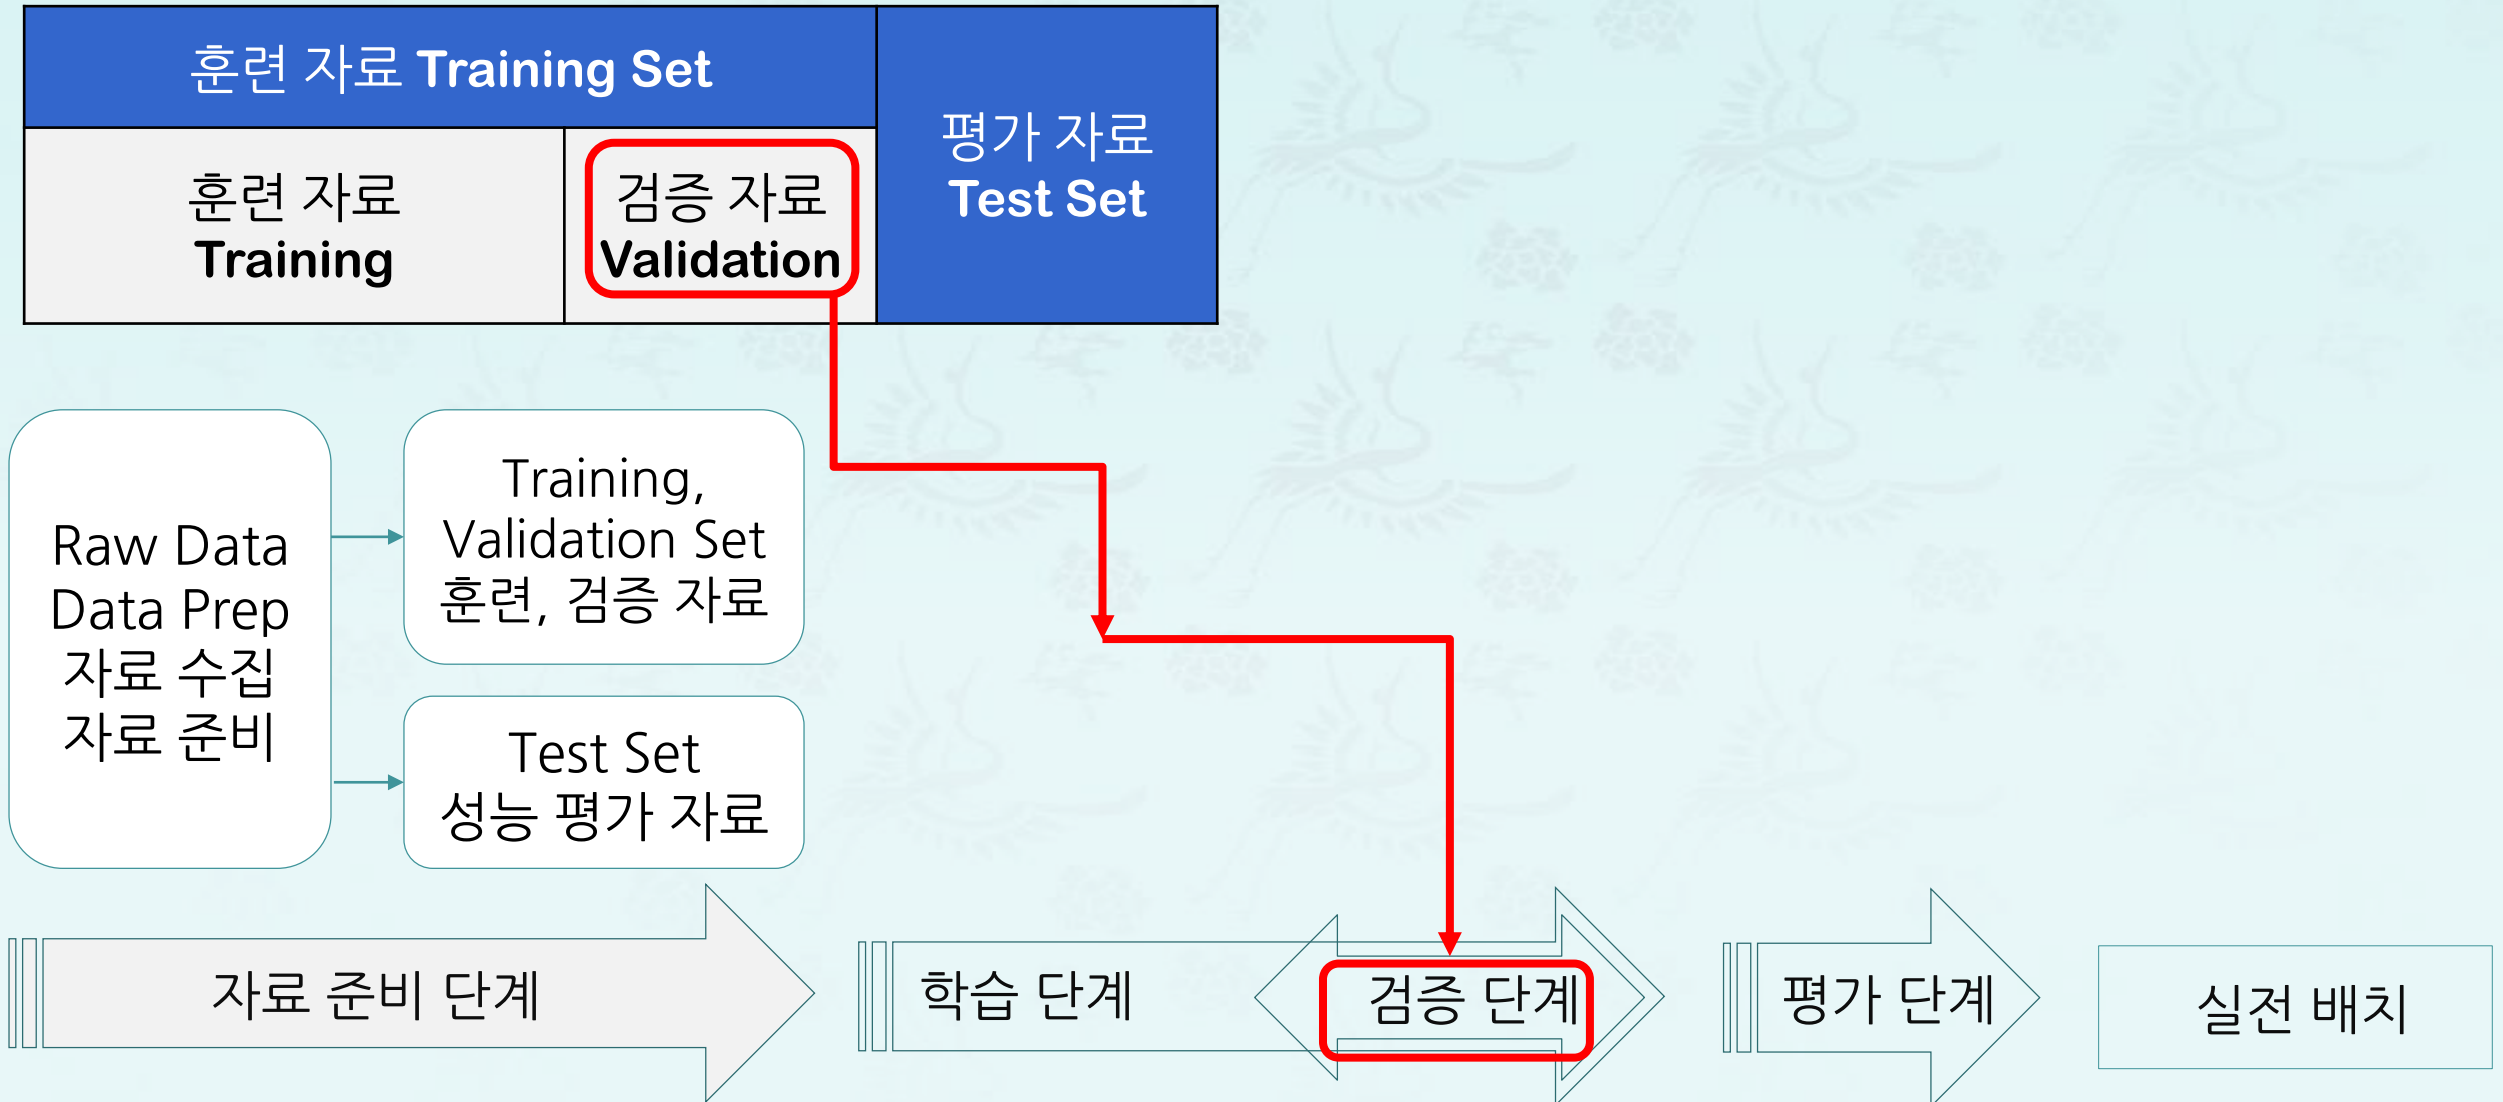 훈련 자료 Training Set
평가 자료
Test Set
훈련 자료
Training
검증 자료
Validation
Raw Data
Data Prep
자료 수집
자료 준비
Training,
Validation Set
훈련, 검증 자료
Test Set
성능 평가 자료
자료 준비 단계
학습 단계
검증 단계
평가 단계
실전 배치